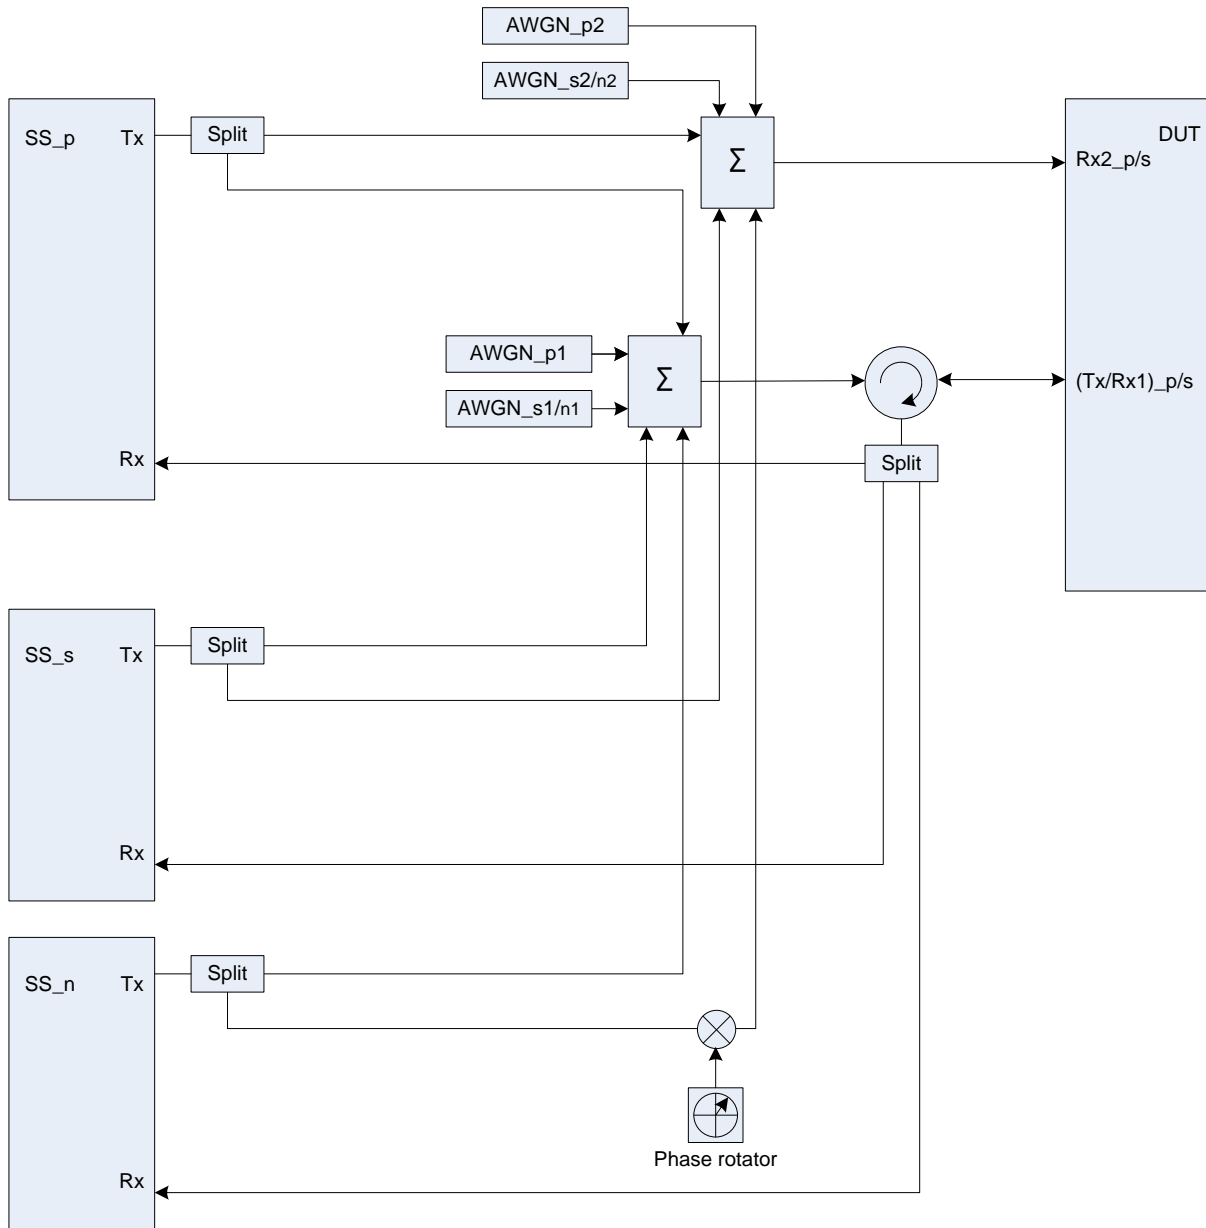 AWGN_p2
AWGN_s2/n2
SS_p
Tx
Split
Σ
DUT
Rx2_p/s
AWGN_p1
AWGN_s1/n1
Σ
(Tx/Rx1)_p/s
Rx
Split
SS_s
Tx
Split
Rx
SS_n
Tx
Split
Phase rotator
Rx